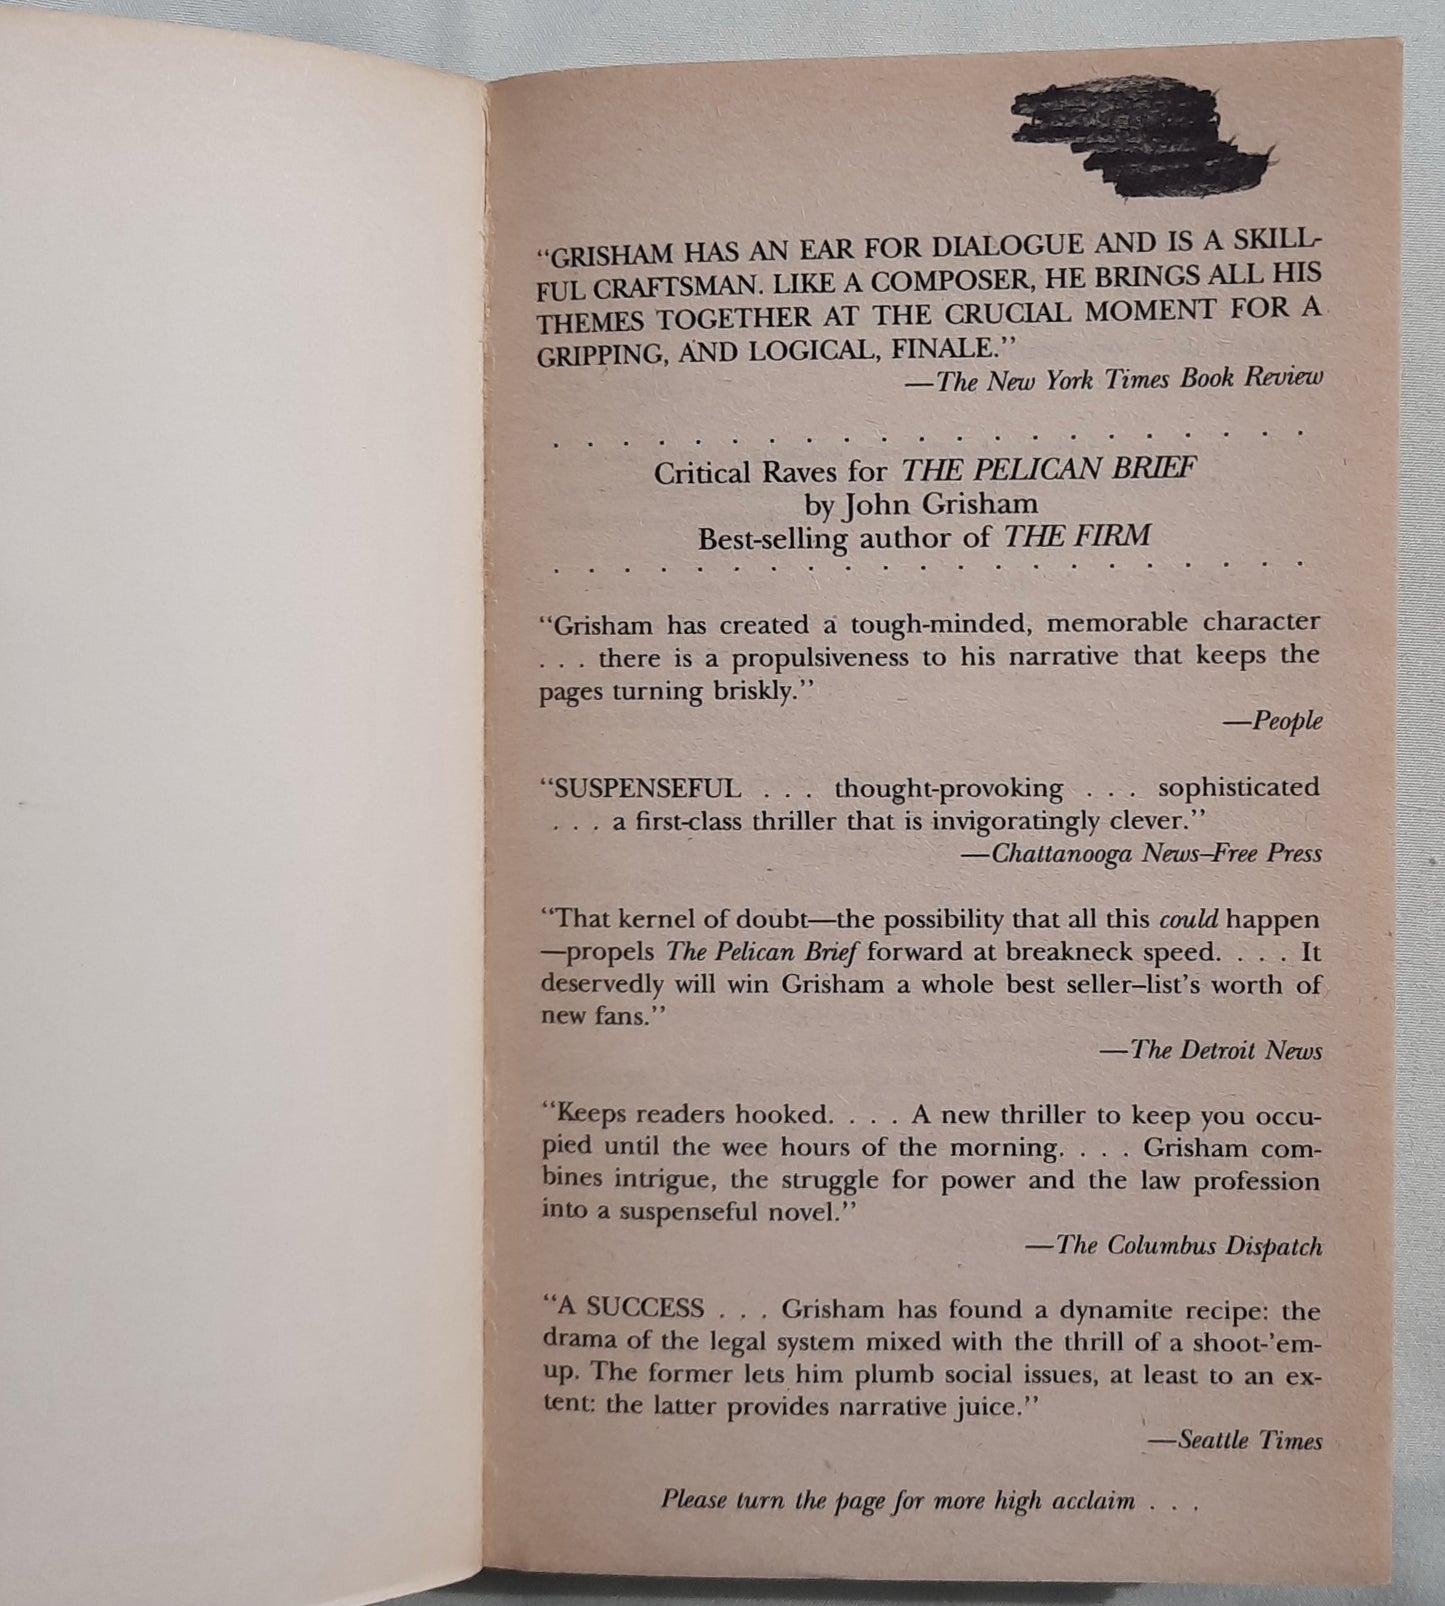 “GRISHAM HAS AN EAR FOR DIALOGUE AND IS A SKILL-
FUL CRAFTSMAN. LIKE A COMPOSER, HE BRINGS ALL HIS
THEMES TOGETHER AT THE CRUCIAL MOMENT FOR A
GRIPPING, AND LOGICAL, FINALE.”
—The New York Times Book Review
. . . . . . . . . . . . . . . . . . . . .
Critical Raves for THE PELICAN BRIEF
by John Grisham
Best-selling author of THE FIRM
. . . . . . . . . . . . . . . . . . . . .
“Grisham has created a tough-minded, memorable character
. . . there is a propulsiveness to his narrative that keeps the
pages turning briskly.”
—People
“SUSPENSEFUL . . . thought-provoking . . . sophisticated
. . . a first-class thriller that is invigoratingly clever.”
—Chattanooga News–Free Press
“That kernel of doubt—the possibility that all this could happen
—propels The Pelican Brief forward at breakneck speed. . . . It
deservedly will win Grisham a whole best seller–list’s worth of
new fans.”
—The Detroit News
“Keeps readers hooked. . . . A new thriller to keep you occu-
pied until the wee hours of the morning. . . . Grisham com-
bines intrigue, the struggle for power and the law profession
into a suspenseful novel.”
—The Columbus Dispatch
“A SUCCESS . . . Grisham has found a dynamite recipe: the
drama of the legal system mixed with the thrill of a shoot-’em-
up. The former lets him plumb social issues, at least to an ex-
tent: the latter provides narrative juice.”
—Seattle Times
Please turn the page for more high acclaim . . .